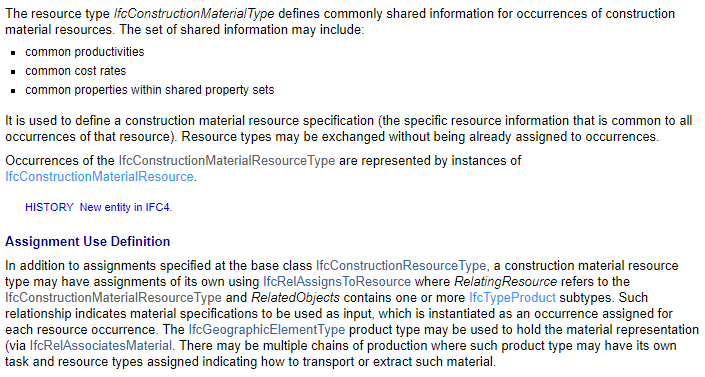 The resource type IfcConstructionMaterialType defines commonly shared information for occurrences of construction
material resources. The set of shared information may include:
▪ common productivities
▪ common cost rates
▪ common properties within shared property sets
It is used to define a construction material resource specification (the specific resource information that is common to all
occurrences of that resource). Resource types may be exchanged without being already assigned to occurrences.
Occurrences of the IfcConstructionMaterialResourceType are represented by instances of
IfcConstructionMaterialResource.
HISTORY New entity in IFC4.
Assignment Use Definition
In addition to assignments specified at the base class IfcConstructionResourceType, a construction material resource
type may have assignments of its own using IfcRelAssignsToResource where RelatingResource refers to the
IfcConstructionMaterialResourceType and RelatedObjects contains one or more IfcTypeProduct subtypes. Such
relationship indicates material specifications to be used as input, which is instantiated as an occurrence assigned for
each resource occurrence. The IfcGeographicElementType product type may be used to hold the material representation
(via IfcRelAssociatesMaterial. There may be multiple chains of production where such product type may have its own
task and resource types assigned indicating how to transport or extract such material.